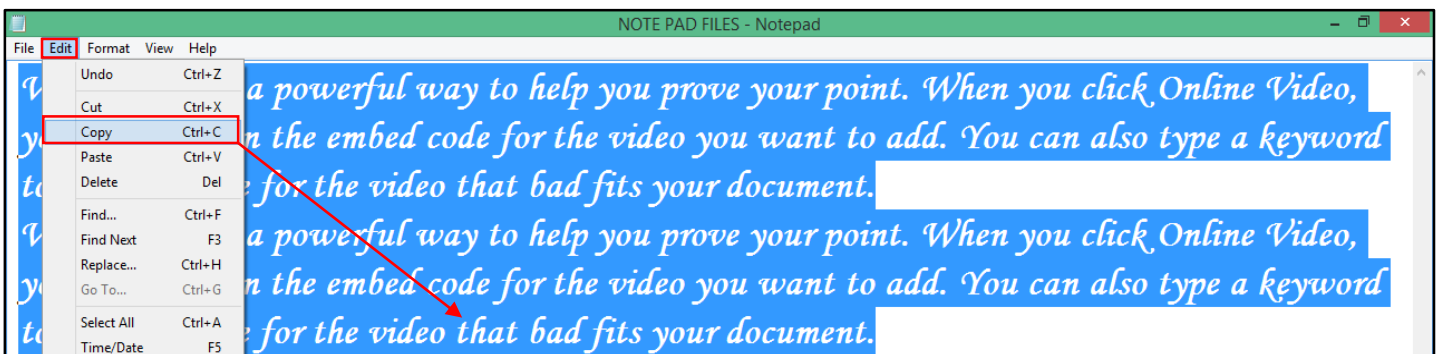 NOTE PAD FILES - Notepad
File Edit Format View Help
Undo Ctrl+Z
Cut Ctrl+X
Copy Ctrl+C
Paste Ctrl+V
Delete Del
Find... Ctrl+F
Find Next F3
Replace... Ctrl+H
Go To... Ctrl+G
Select All Ctrl+A
Time/Date F5
a powerful way to help you prove your point. When you click Online Video,
the embed code for the video you want to add. You can also type a keyword
for the video that bad fits your document.
a powerful way to help you prove your point. When you click Online Video,
the embed code for the video you want to add. You can also type a keyword
for the video that bad fits your document.